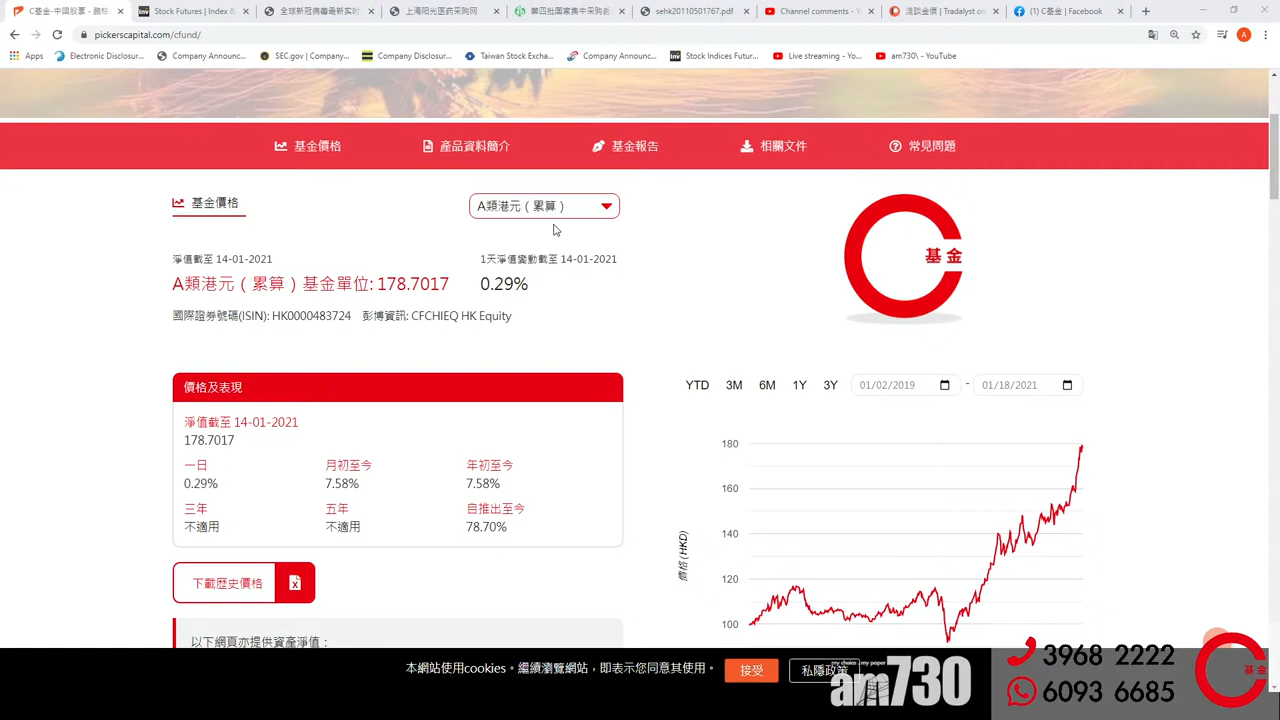 C基金-中國股票 - 鵬格
Stock Futures | Index &
全球新冠病毒最新实时
上海阳光医药采购网
第四批国家集中采购启
sehk20110501767.pdf
Channel comments - Yo
淺談金價 | Tradalyst on
(1) C基金 | Facebook
pickerscapital.com/cfund/
A
Apps
Electronic Disclosur...
Company Announc...
SEC.gov | Company...
Company Disclosur...
Taiwan Stock Excha...
Company Announc...
Stock Indices Futur...
Live streaming - Yo...
am730\ - YouTube
基金價格
產品資料簡介
基金報告
相關文件
常見問題
基金價格
A類港元（累算）
基 金
淨值截至 14-01-2021
1天淨值變動截至 14-01-2021
A類港元（累算）基金單位: 178.7017
0.29%
國際證券號碼(ISIN): HK0000483724 彭博資訊: CFCHIEQ HK Equity
價格及表現
淨值截至 14-01-2021
178.7017
一日
月初至今
年初至今
0.29%
7.58%
7.58%
三年
五年
自推出至今
不適用
不適用
78.70%
下載歷史價格
以下網頁亦提供資產淨值：
YTD 3M 6M 1Y 3Y
01/02/2019 - 01/18/2021
180
160
140
120
100
價格 (HKD)
本網站使用cookies。繼續瀏覽網站，即表示您同意其使用。
接受
私隱政策
my choice . my paper
am730
3968 2222
6093 6685
基 金